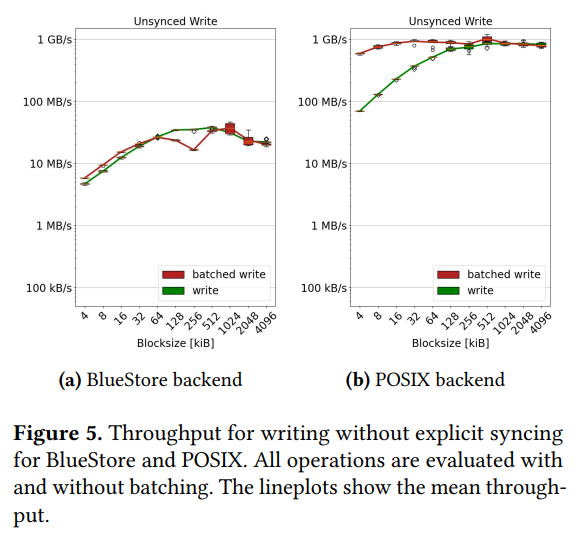 Unsynced Write
1 GB/s
100 MB/s
10 MB/s
1 MB/s
100 kB/s
batched write
write
4 8 16 32 64 128 256 512 1024 2048 4096
Blocksize [kiB]
(a) BlueStore backend
Unsynced Write
1 GB/s
100 MB/s
10 MB/s
1 MB/s
100 kB/s
batched write
write
4 8 16 32 64 128 256 512 1024 2048 4096
Blocksize [kiB]
(b) POSIX backend
Figure 5. Throughput for writing without explicit syncing
for BlueStore and POSIX. All operations are evaluated with
and without batching. The lineplots show the mean through-
put.